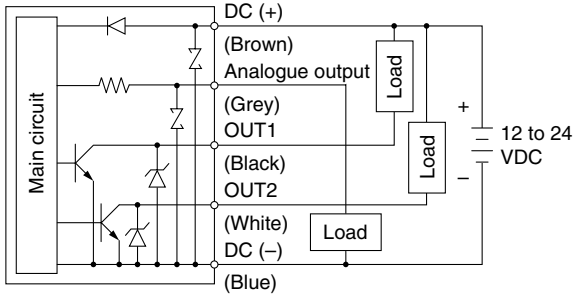 DC (+)
(Brown)
Analogue output
(Grey)
OUT1
(Black)
OUT2
(White)
DC (–)
(Blue)
Main circuit
Load
Load
Load
+
12 to 24
VDC
–